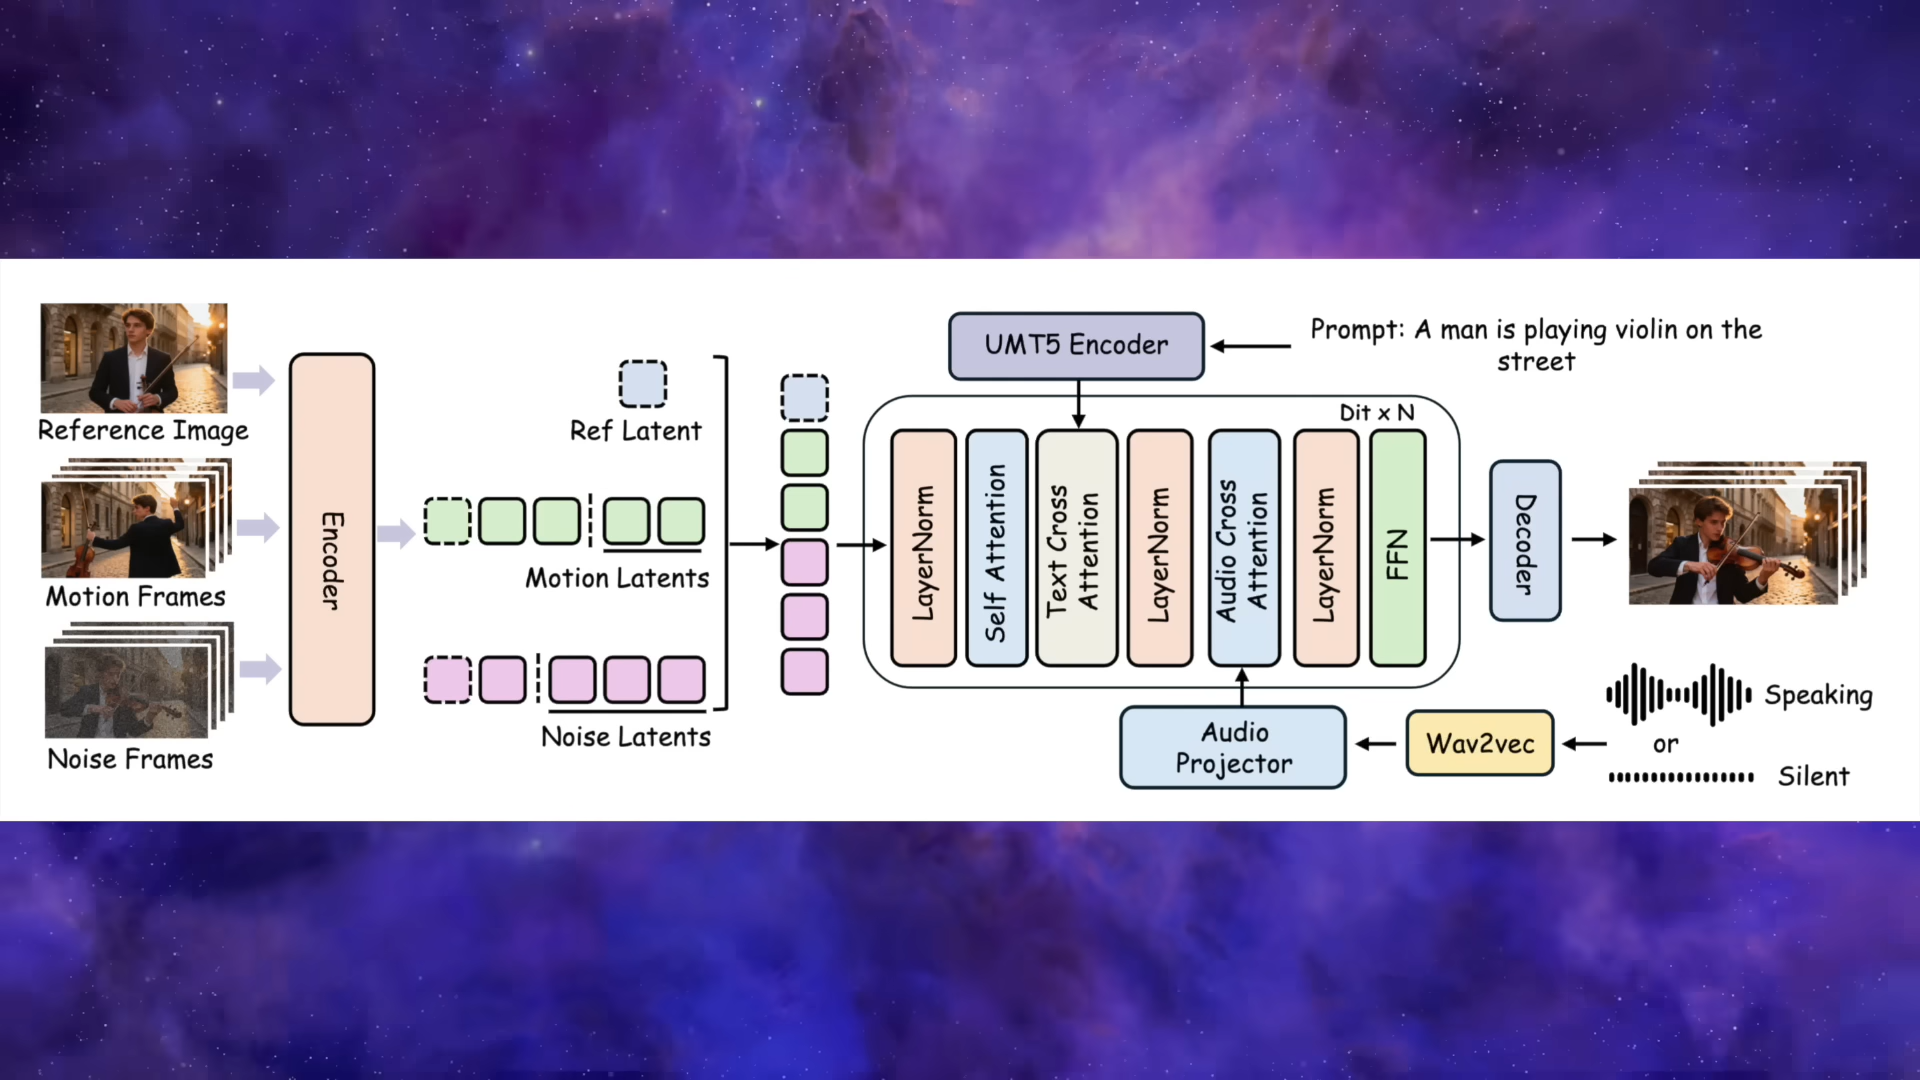 Reference Image
Motion Frames
Noise Frames
Encoder
Ref Latent
Motion Latents
Noise Latents
UMT5 Encoder
Prompt: A man is playing violin on the
street
Dit x N
LayerNorm
Self Attention
Text Cross
Attention
LayerNorm
Audio Cross
Attention
LayerNorm
FFN
Decoder
Audio
Projector
Wav2vec
Speaking
or
Silent